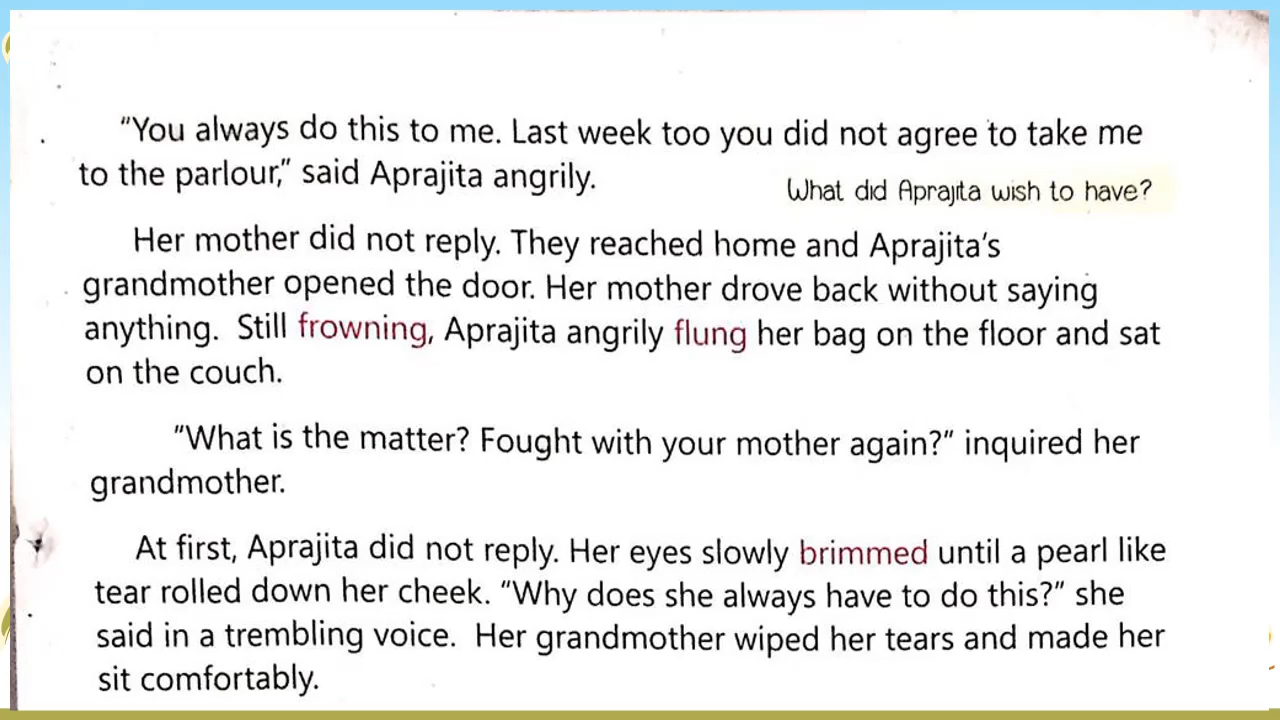 "You always do this to me. Last week too you did not agree to take me
to the parlour," said Aprajita angrily.
What did Aprajita wish to have?
Her mother did not reply. They reached home and Aprajita's
grandmother opened the door. Her mother drove back without saying
anything. Still frowning, Aprajita angrily flung her bag on the floor and sat
on the couch.
"What is the matter? Fought with your mother again?" inquired her
grandmother.
At first, Aprajita did not reply. Her eyes slowly brimmed until a pearl like
tear rolled down her cheek. "Why does she always have to do this?" she
said in a trembling voice. Her grandmother wiped her tears and made her
sit comfortably.